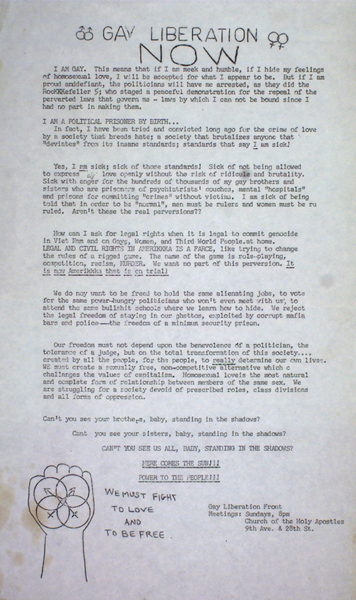 GAY LIBERATION
NOW
I AM GAY. This means that if I am meek and humble, if I hide my feelings
of homosexual love, I will be accepted for what I appear to be. But if I am
proud anddefiant, the politicians will have me arrested, as they did the
RocKKKefeller 5; who staged a peaceful demonstration for the repeal of the
perverted laws that govern me - laws by which I can not be bound since I
had no part in making them.
I AM A POLITICAL PRISONER BY BIRTH...
In fact, I have been tried and convicted long ago for the crime of love
by a society that breeds hate; a society that brutalizes anyone that
"deviates" from its insane standards; standards that say I am sick!
Yes, I am sick; sick of those standards! Sick of not being allowed
to express my love openly without the risk of ridicule and brutality.
Sick with anger for the hundreds of thousands of my gay brothers and
sisters who are prisoners of psychiatrists' couches, mental "hospitals"
and prisons for committing "crimes" without victims. I am sick of being
told that in order to be "normal", men must be rulers and women must be ru
ruled. Aren't these the real perversions??
How can I ask for legal rights when it is legal to commit genocide
in Viet Nam and on Gays, Women, and Third World People at home.
LEGAL AND CIVIL RIGHTS IN AMERIKKKA IS A FARCE, like trying to change
the rules of a rigged game. The name of the game is role-playing,
competition, racism, MURDER. We want no part of this perversion. It
is now Amerikkka that is on trial!
We do not want to be freed to hold the same alienating jobs, to vote
for the same power-hungry politicians who won't even meet with us, to
attend the same bullshit schools where we learn how to hide. We reject
the legal freedom of staying in our ghettos, exploited by corrupt mafia
bars and police--the freedom of a minimum security prison.
Our freedom must not depend upon the benevolence of a politician, the
tolerance of a judge, but on the total transformation of this society...
created by all the people, for the people, to really determine our own lives.
WE must create a sexually free, non-competitive alternative which c
challenges the values of capitalism. Homosexual love is the most natural
and complete form of relationship between members of the same sex. We
are struggling for a society devoid of prescribed roles, class divisions
and all forms of oppression.
Can't you see your brothers, baby, standing in the shadows?
Cant you see your sisters, baby, standing in the shadows?
CAN'T YOU SEE US ALL, BABY, STANDING IN THE SHADOWS?
HERE COMES THE SUN!!!
POWER TO THE PEOPLE!!!
WE MUST FIGHT
TO LOVE
AND
TO BE FREE
Gay Liberation Front
Meetings: Sundays, 8pm
Church of the Holy Apostles
9th Ave. & 28th St.